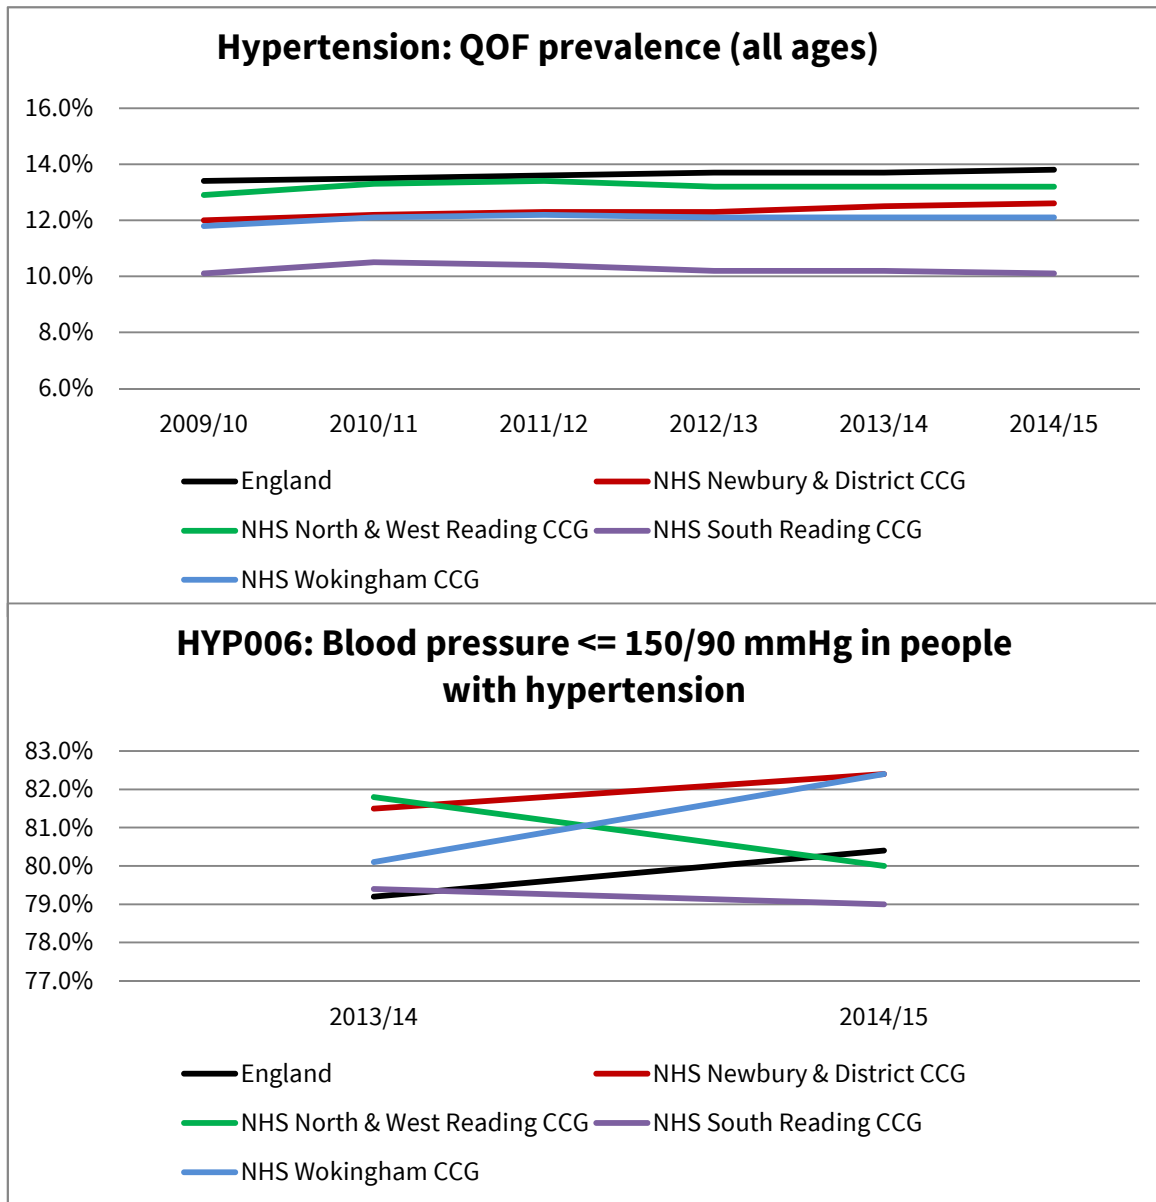 Hypertension: QOF prevalence (all ages)
16.0%
14.0%
12.0%
10.0%
8.0%
6.0%
2009/10 2010/11 2011/12 2012/13 2013/14 2014/15
England NHS Newbury & District CCG
NHS North & West Reading CCG NHS South Reading CCG
NHS Wokingham CCG
HYP006: Blood pressure <= 150/90 mmHg in people
with hypertension
83.0%
82.0%
81.0%
80.0%
79.0%
78.0%
77.0%
2013/14 2014/15
England NHS Newbury & District CCG
NHS North & West Reading CCG NHS South Reading CCG
NHS Wokingham CCG